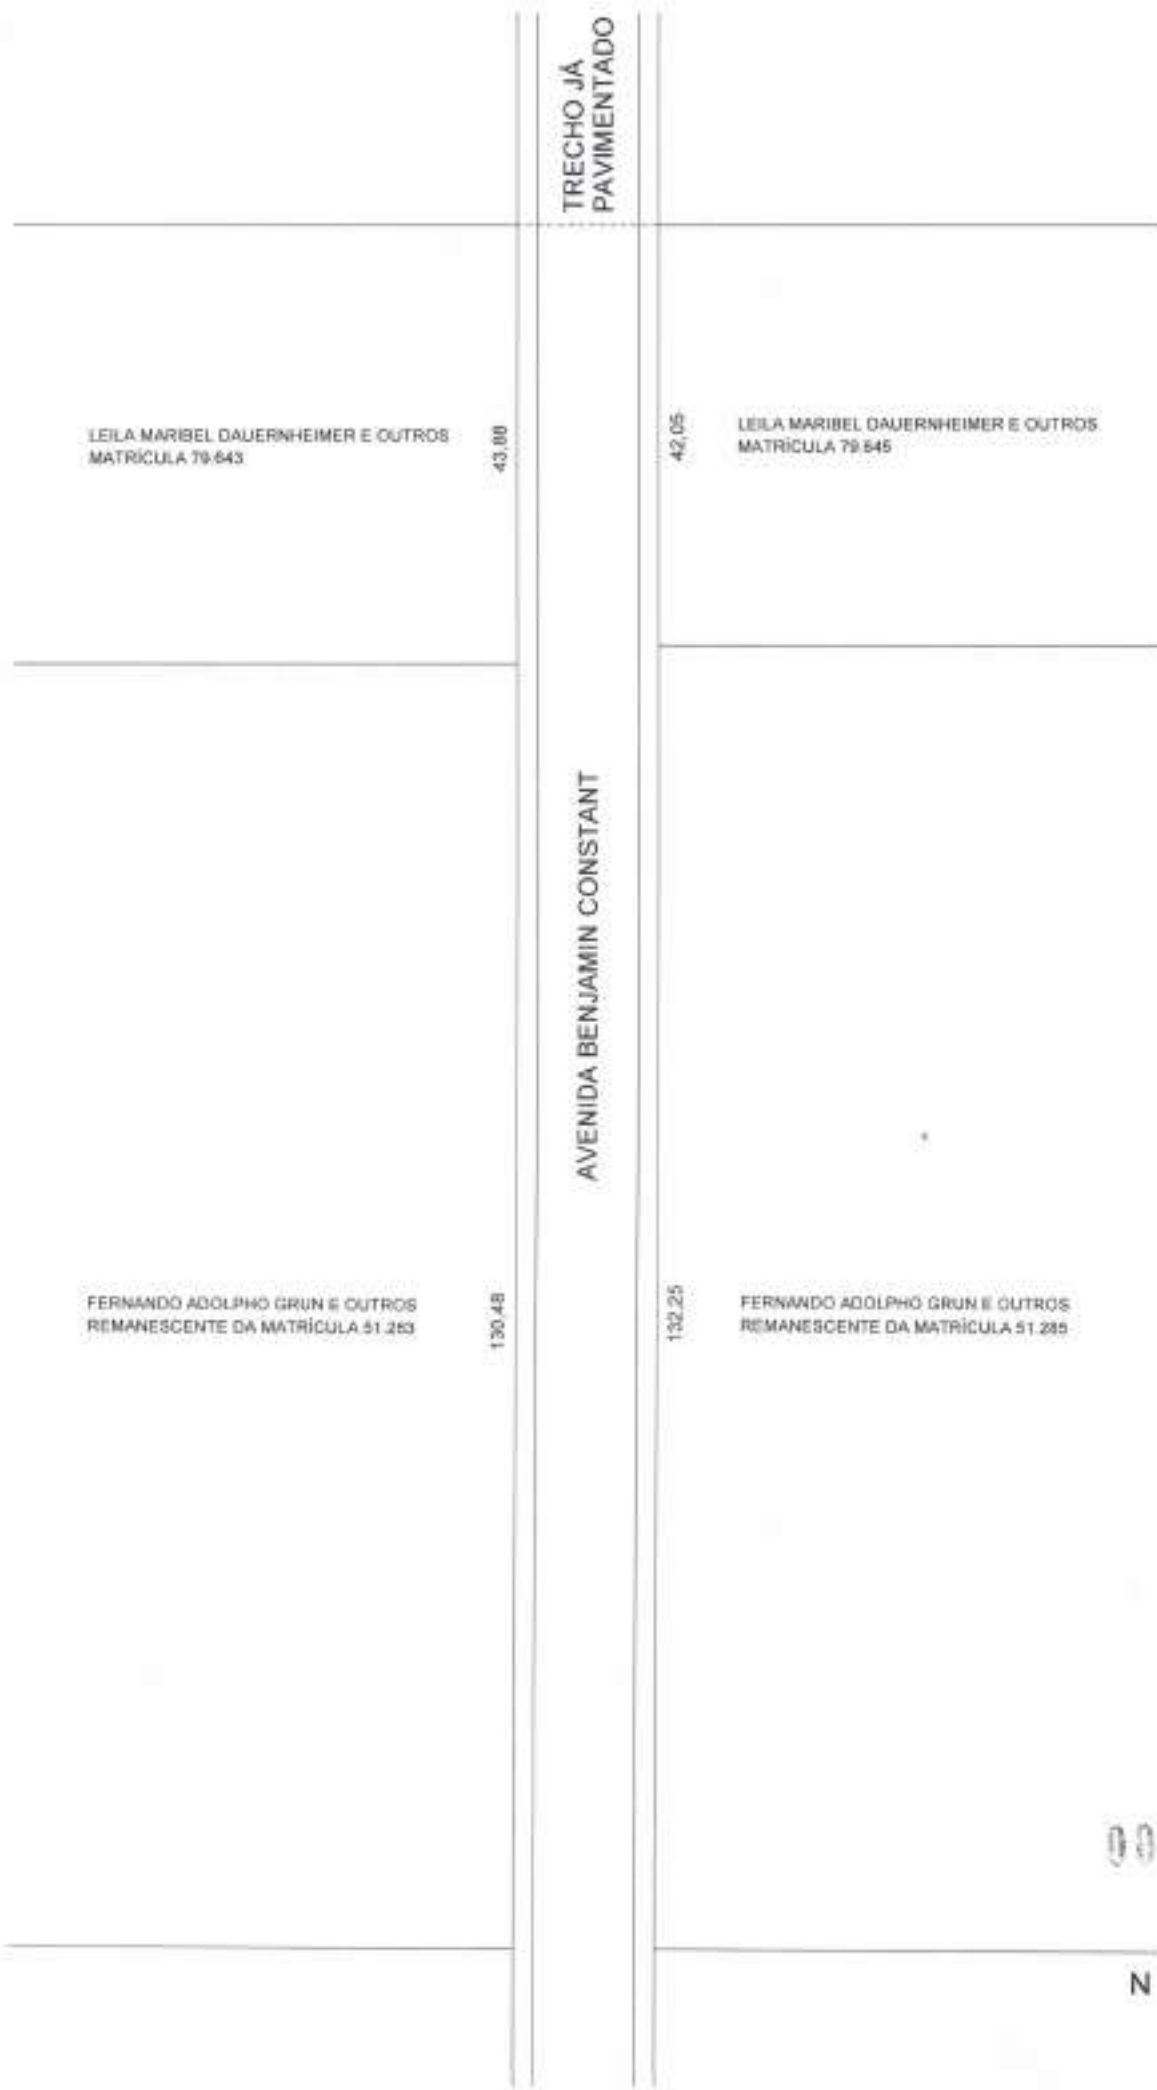 TRECHO JÁ
PAVIMENTADO
LEILA MARIBEL DAUERNHEIMER E OUTROS
MATRÍCULA 79.643
43,88
42,05
LEILA MARIBEL DAUERNHEIMER E OUTROS
MATRÍCULA 79.645
AVENIDA BENJAMIN CONSTANT
FERNANDO ADOLPHO GRUN E OUTROS
REMANESCENTE DA MATRÍCULA 51.283
130,48
132,25
FERNANDO ADOLPHO GRUN E OUTROS
REMANESCENTE DA MATRÍCULA 51.285
N